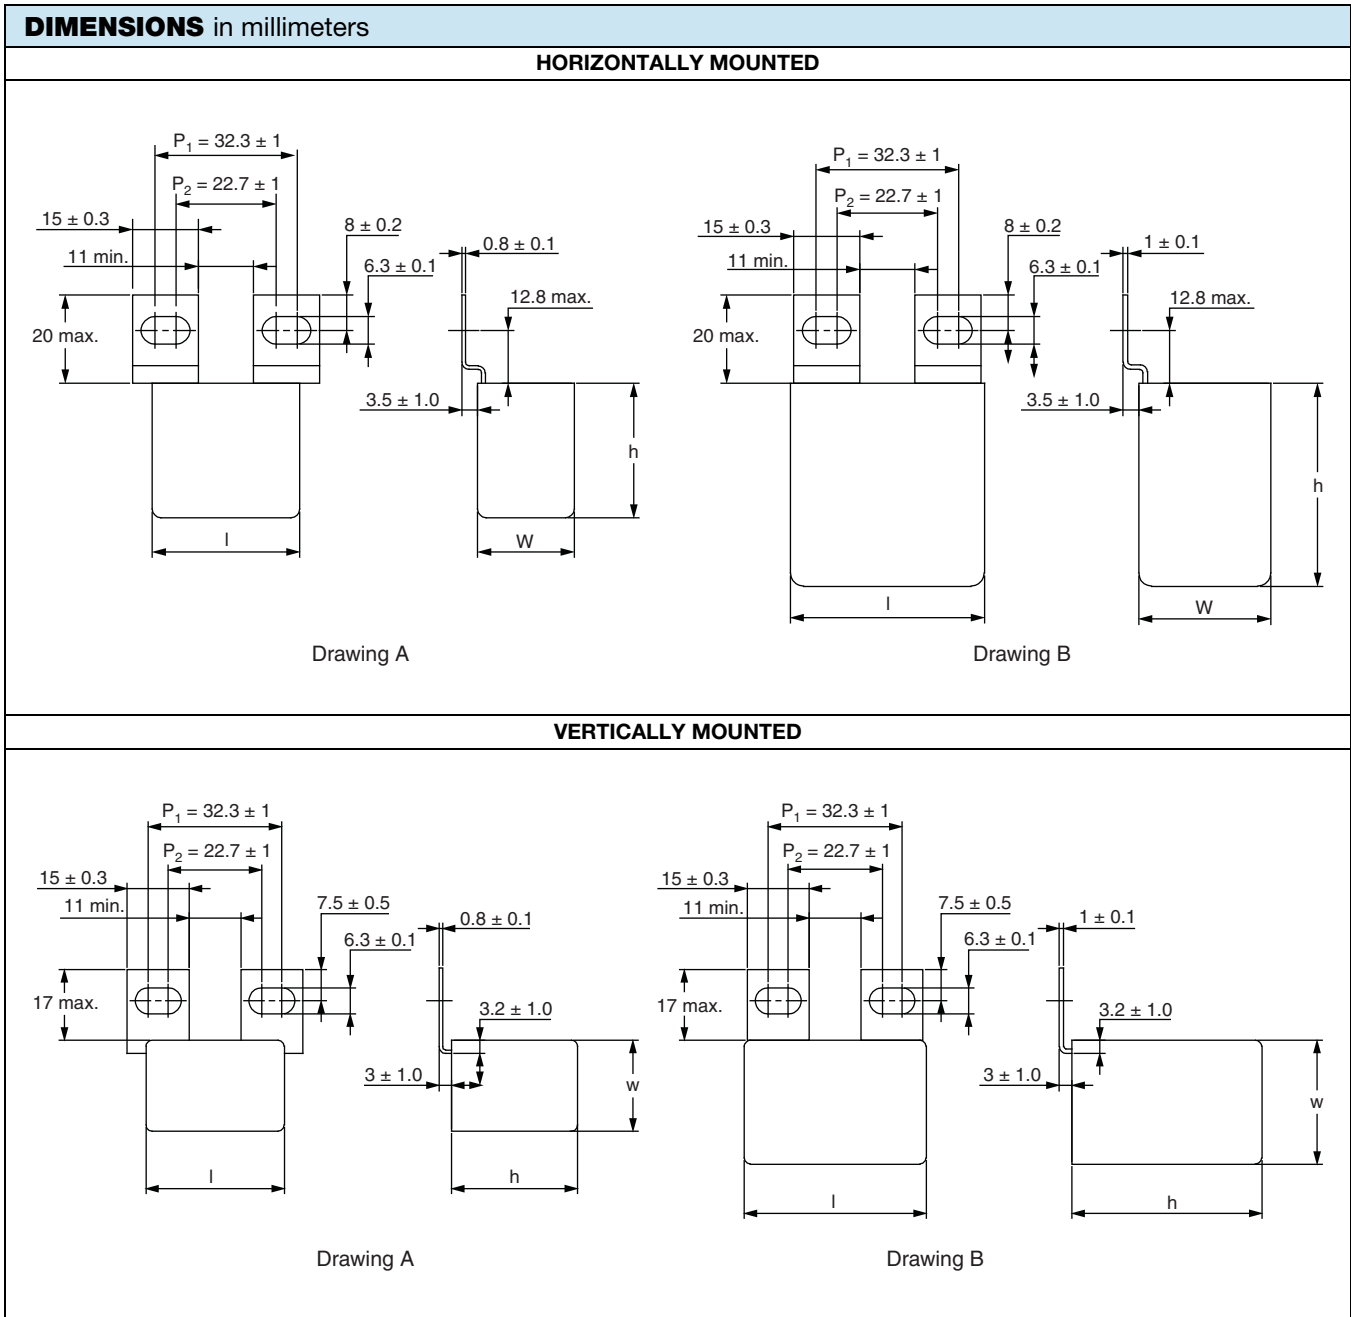 DIMENSIONS in millimeters
HORIZONTALLY MOUNTED
P1 = 32.3 ± 1
P2 = 22.7 ± 1
15 ± 0.3
11 min.
20 max.
8 ± 0.2
6.3 ± 0.1
0.8 ± 0.1
12.8 max.
3.5 ± 1.0
h
l
W
Drawing A
P1 = 32.3 ± 1
P2 = 22.7 ± 1
15 ± 0.3
11 min.
20 max.
8 ± 0.2
6.3 ± 0.1
1 ± 0.1
12.8 max.
3.5 ± 1.0
h
l
W
Drawing B
VERTICALLY MOUNTED
P1 = 32.3 ± 1
P2 = 22.7 ± 1
15 ± 0.3
11 min.
17 max.
7.5 ± 0.5
6.3 ± 0.1
0.8 ± 0.1
3.2 ± 1.0
3 ± 1.0
w
l
h
Drawing A
P1 = 32.3 ± 1
P2 = 22.7 ± 1
15 ± 0.3
11 min.
17 max.
7.5 ± 0.5
6.3 ± 0.1
1 ± 0.1
3.2 ± 1.0
3 ± 1.0
w
l
h
Drawing B